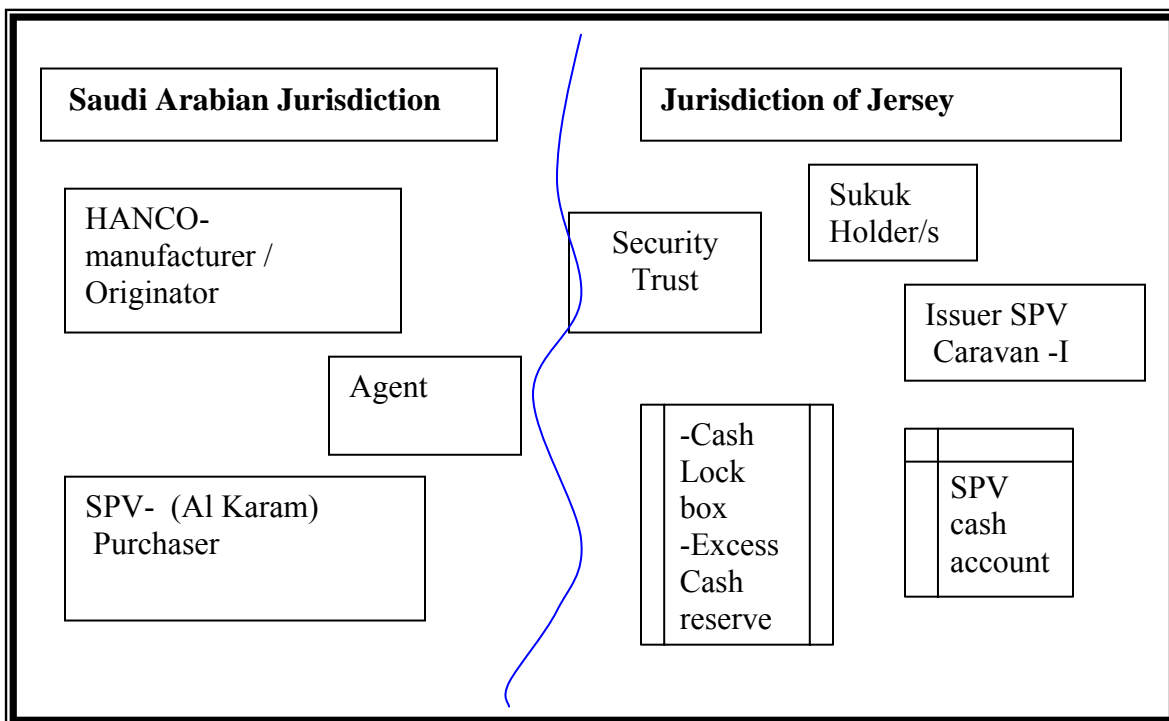 Saudi Arabian Jurisdiction
Jurisdiction of Jersey
HANCO-
manufacturer /
Originator
Security
Trust
Sukuk
Holder/s
Issuer SPV
Caravan -I
Agent
SPV- (Al Karam)
Purchaser
-Cash
Lock
box
-Excess
Cash
reserve
SPV
cash
account